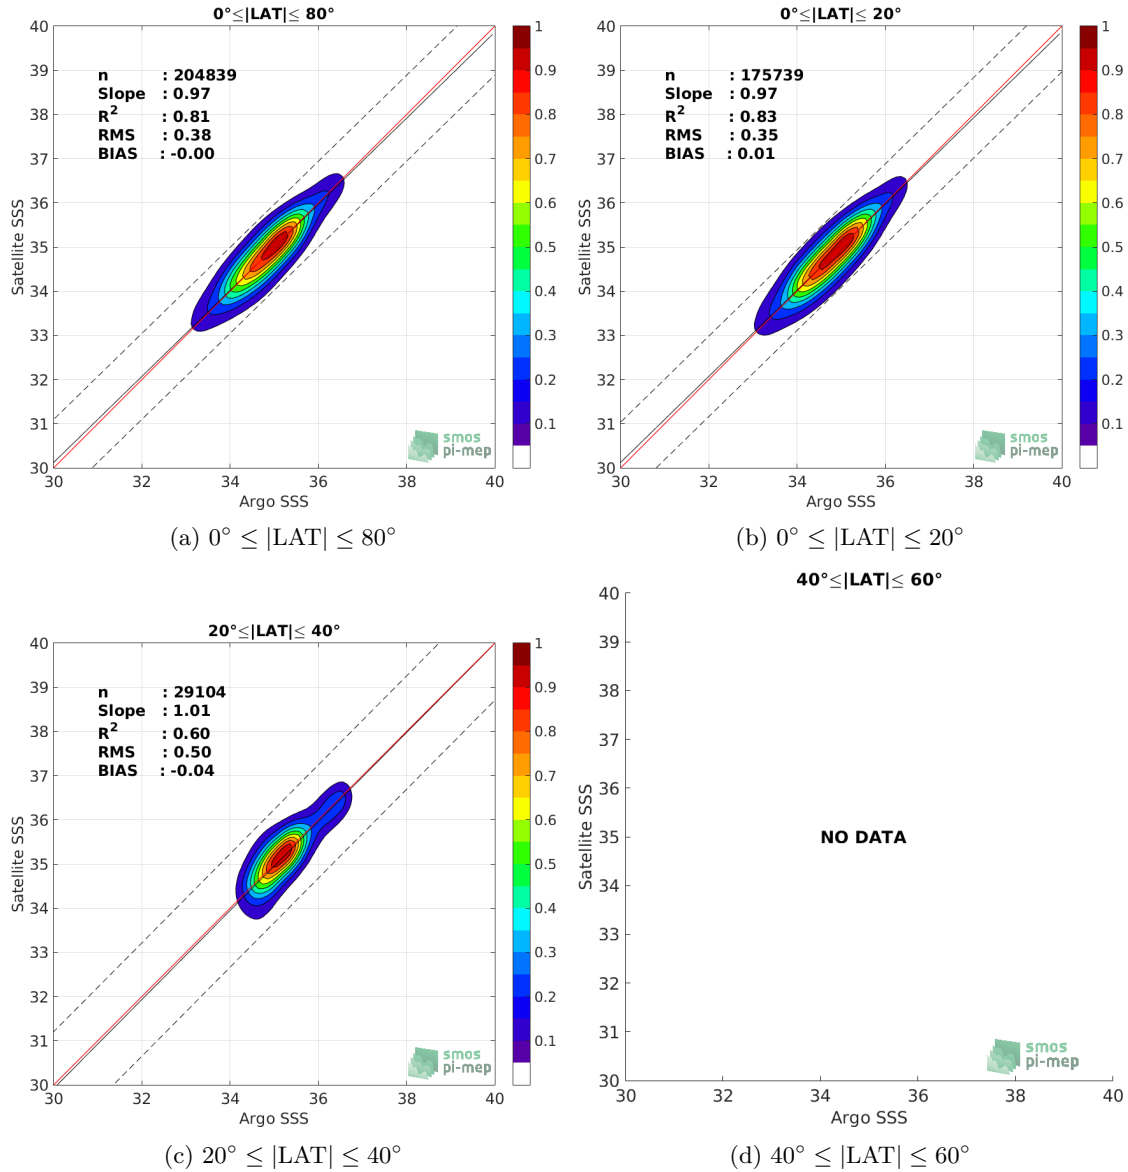 0°≤|LAT|≤ 80°
40
39
38
37
36
35
34
33
32
31
30
Satellite SSS
n : 204839
Slope : 0.97
R² : 0.81
RMS : 0.38
BIAS : -0.00
smos
pi-mep
30 32 34 36 38 40
Argo SSS
1
0.9
0.8
0.7
0.6
0.5
0.4
0.3
0.2
0.1
(a) 0° ≤ |LAT| ≤ 80°
0°≤|LAT|≤ 20°
40
39
38
37
36
35
34
33
32
31
30
Satellite SSS
n : 175739
Slope : 0.97
R² : 0.83
RMS : 0.35
BIAS : 0.01
smos
pi-mep
30 32 34 36 38 40
Argo SSS
1
0.9
0.8
0.7
0.6
0.5
0.4
0.3
0.2
0.1
(b) 0° ≤ |LAT| ≤ 20°
20°≤|LAT|≤ 40°
40
39
38
37
36
35
34
33
32
31
30
Satellite SSS
n : 29104
Slope : 1.01
R² : 0.60
RMS : 0.50
BIAS : -0.04
smos
pi-mep
30 32 34 36 38 40
Argo SSS
1
0.9
0.8
0.7
0.6
0.5
0.4
0.3
0.2
0.1
(c) 20° ≤ |LAT| ≤ 40°
40°≤|LAT|≤ 60°
40
39
38
37
36
35
34
33
32
31
30
Satellite SSS
NO DATA
smos
pi-mep
30 32 34 36 38 40
Argo SSS
(d) 40° ≤ |LAT| ≤ 60°